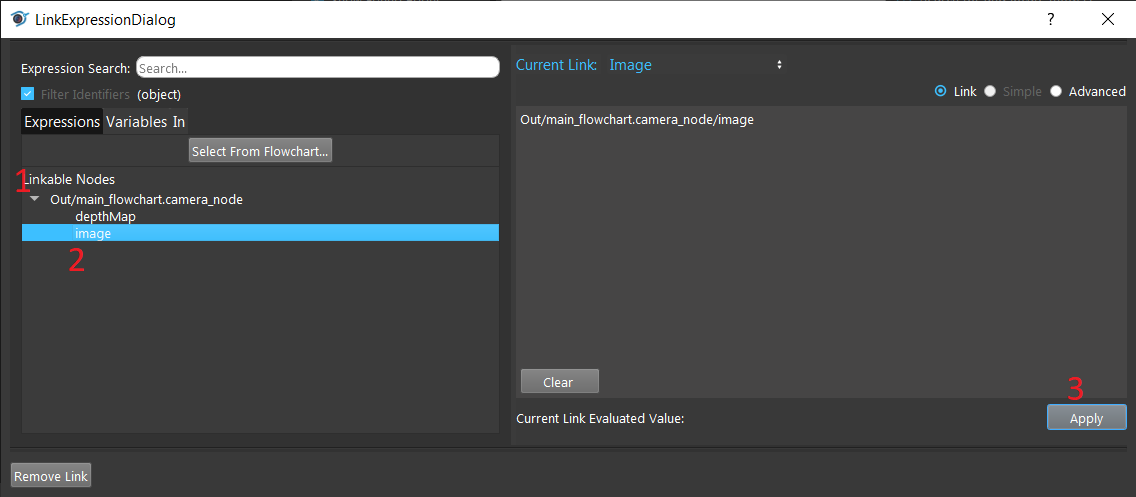 LinkExpressionDialog
?
Expression Search: Search...
Filter Identifiers (object)
Expressions Variables In
Select From Flowchart...
1
Linkable Nodes
Out/main_flowchart.camera_node
depthMap
image
2
Current Link: Image
Link Simple Advanced
Out/main_flowchart.camera_node/image
Clear
3
Current Link Evaluated Value:
Apply
Remove Link